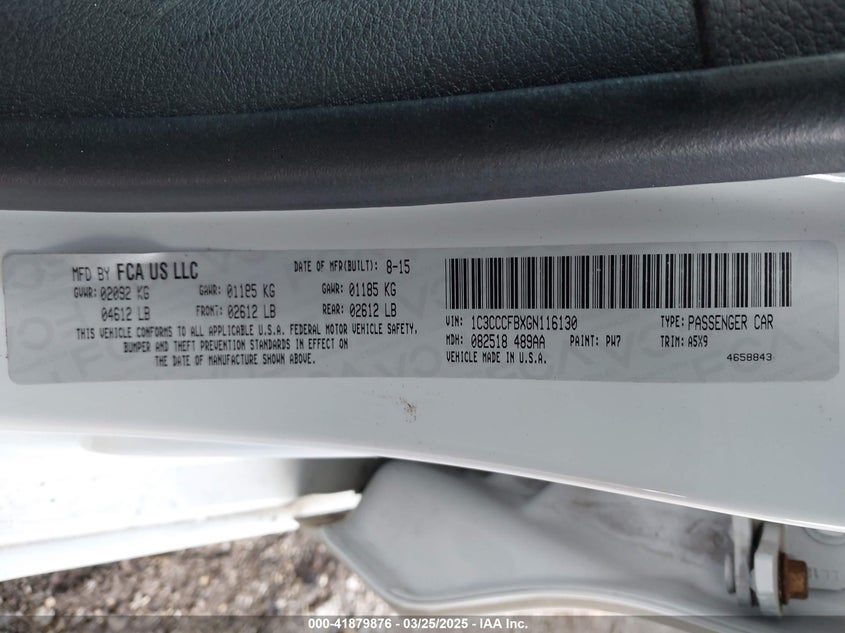 MFD BY FCA US LLC
DATE OF MFR(BUILT): 8-15
GVWR: 02092 KG
GAWR: 01185 KG
GAWR: 01185 KG
04612 LB
FRONT: 02612 LB
REAR: 02612 LB
THIS VEHICLE CONFORMS TO ALL APPLICABLE U.S.A. FEDERAL MOTOR VEHICLE SAFETY,
BUMPER AND THEFT PREVENTION STANDARDS IN EFFECT ON
THE DATE OF MANUFACTURE SHOWN ABOVE.
VIN: 1C3CCCFBXGN116130
TYPE: PASSENGER CAR
MDH: 082518 489AA
PAINT: PW7
TRIM: A5X9
VEHICLE MADE IN U.S.A.
4658843
000-41879876 | 03/25/2025 | IAA, Inc.